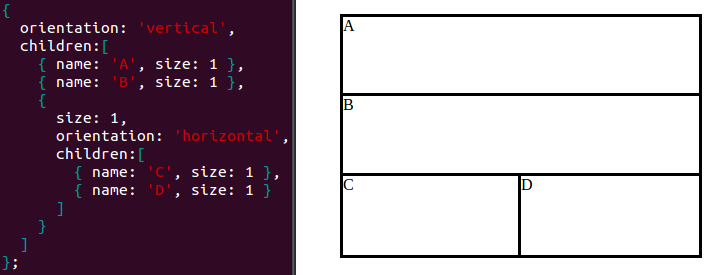 {
  orientation: 'vertical',
  children:[
    { name: 'A', size: 1 },
    { name: 'B', size: 1 },
    {
      size: 1,
      orientation: 'horizontal',
      children:[
        { name: 'C', size: 1 },
        { name: 'D', size: 1 }
      ]
    }
  ]
};
A
B
C D